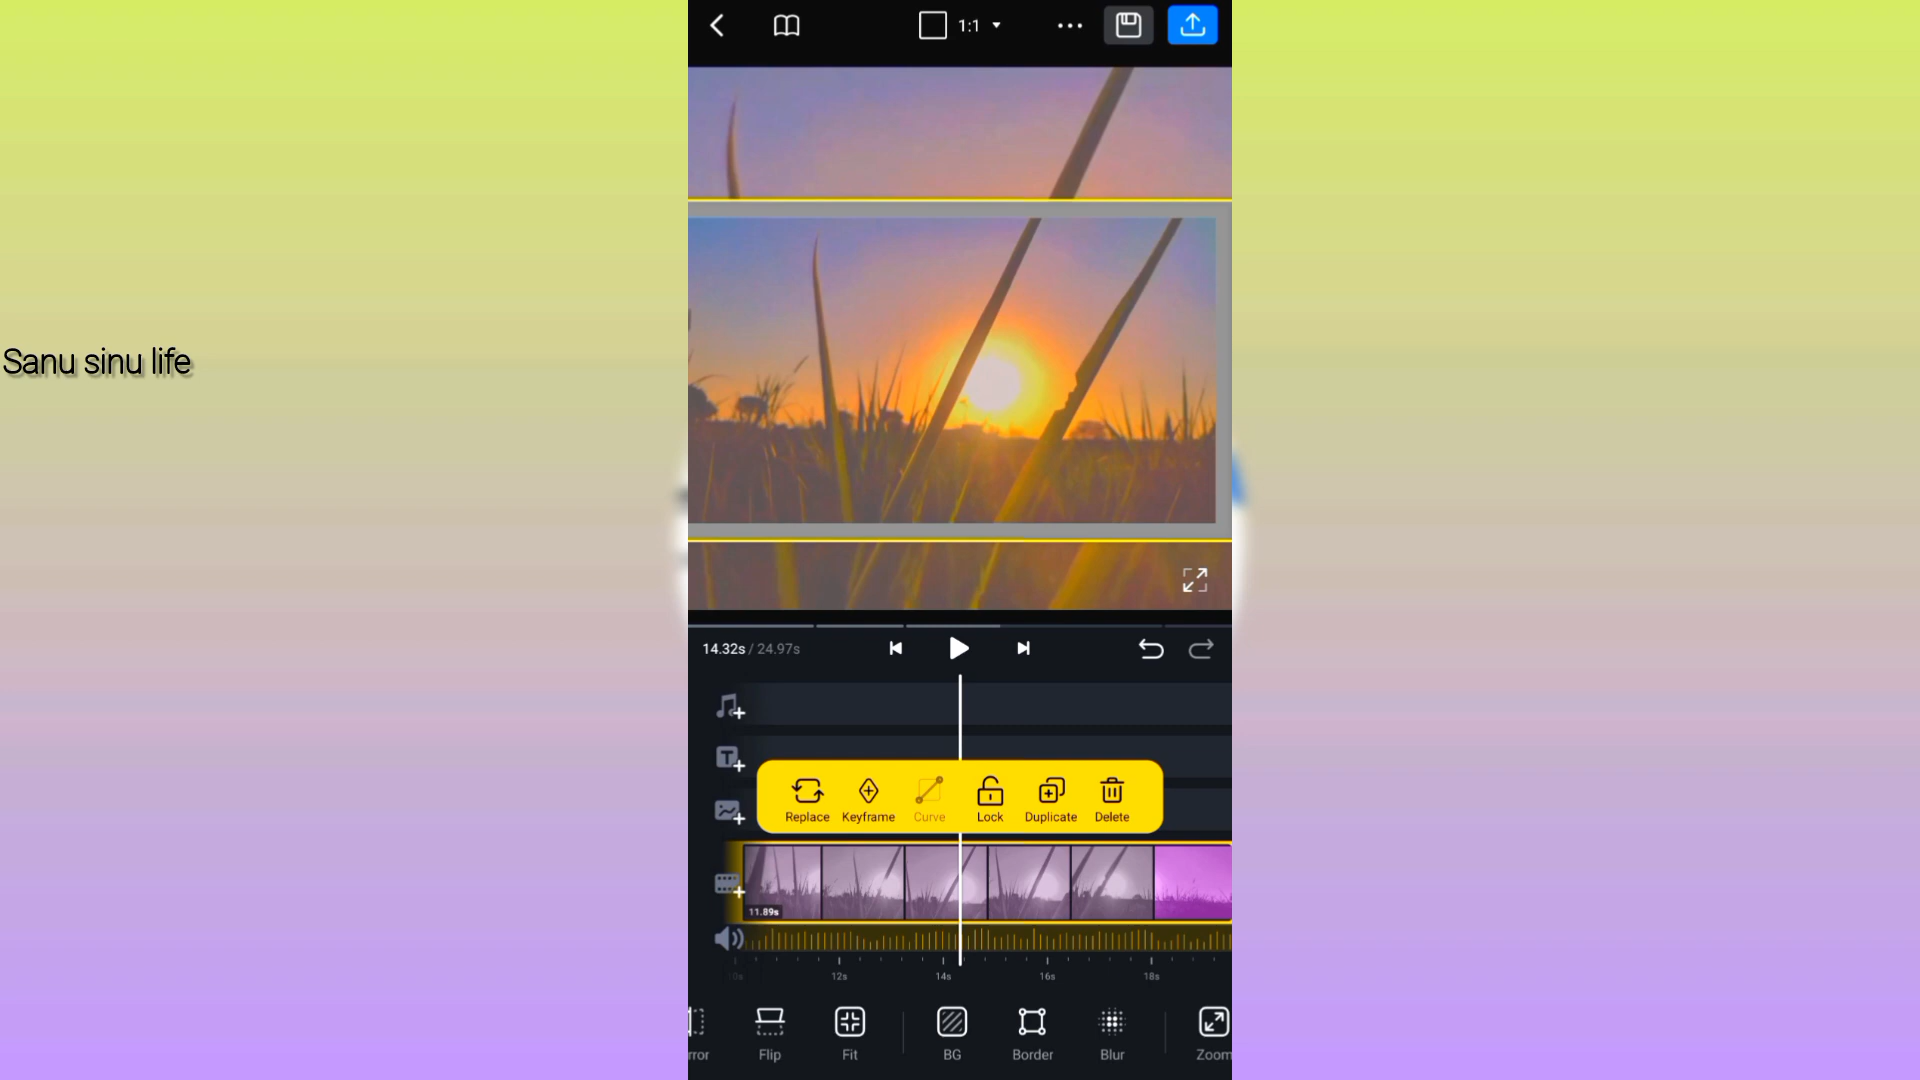 1:1
Sanu sinu life
14.32s / 24.97s
Replace Keyframe Curve Lock Duplicate Delete
11.89s
10s 12s 14s 16s 18s
rror Flip Fit BG Border Blur Zoom